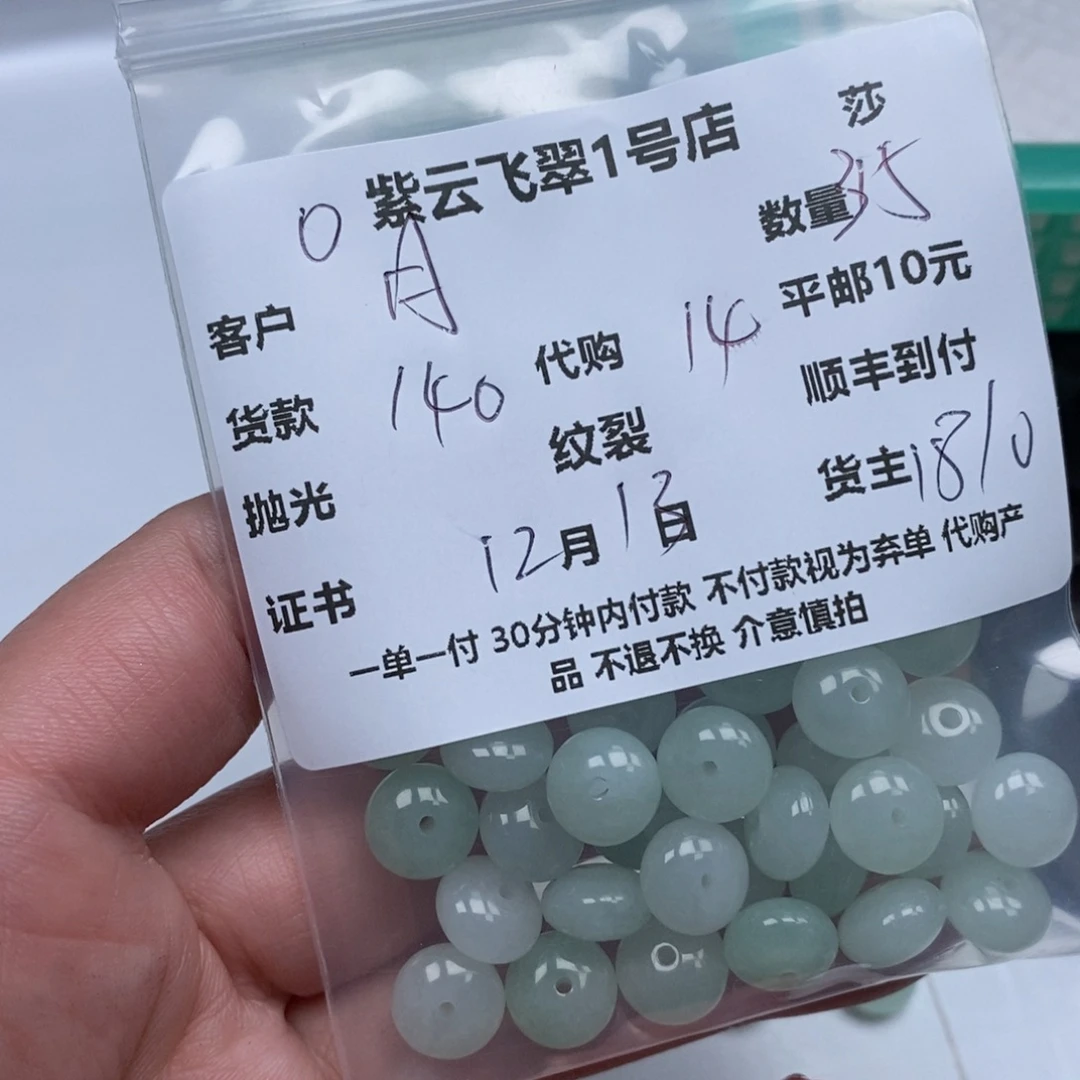 莎
紫云飞翠1号店
数量35
O A
客户
平邮10元
货款 140 代购 14
顺丰到付
抛光 纹裂
货主1810
证书 12月13日
一单一付 30分钟内付款 不付款视为弃单 代购产
品 不退不换 介意慎拍